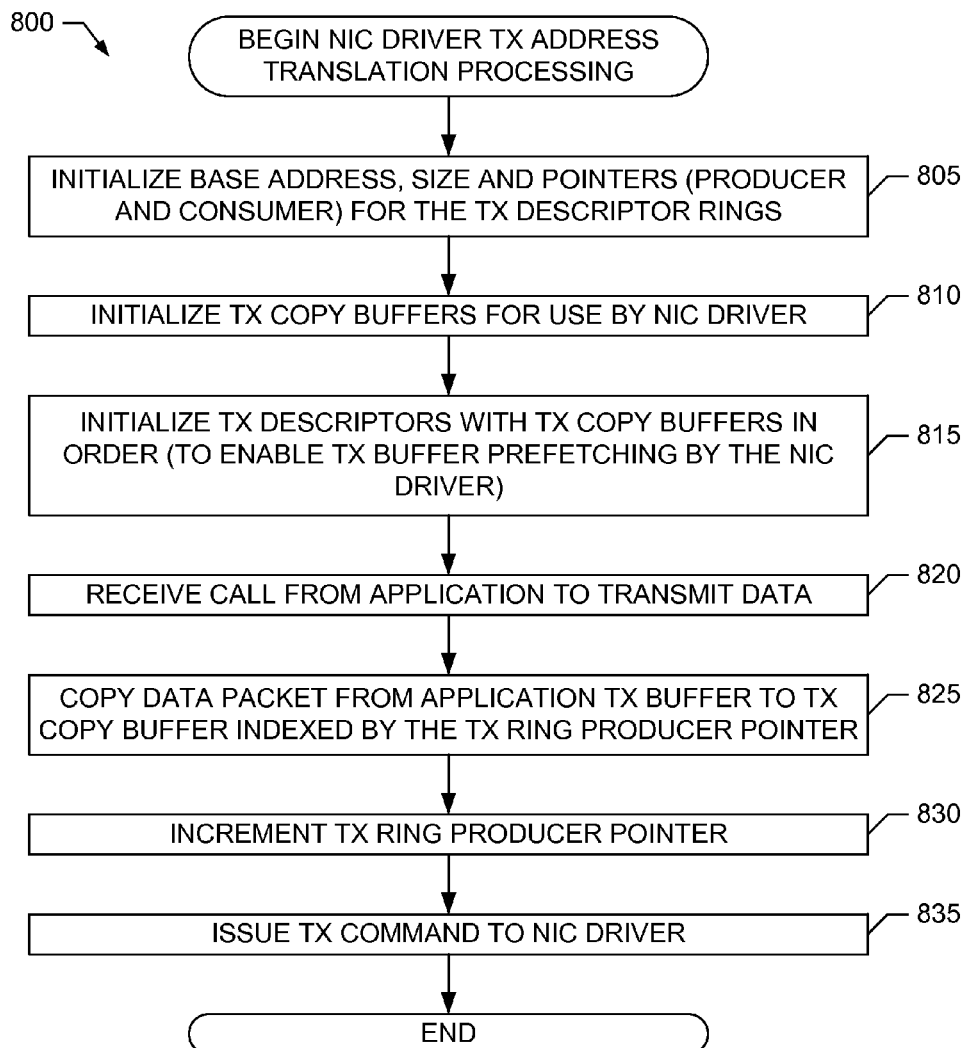 800
BEGIN NIC DRIVER TX ADDRESS
TRANSLATION PROCESSING
INITIALIZE BASE ADDRESS, SIZE AND POINTERS (PRODUCER
AND CONSUMER) FOR THE TX DESCRIPTOR RINGS
805
INITIALIZE TX COPY BUFFERS FOR USE BY NIC DRIVER
810
INITIALIZE TX DESCRIPTORS WITH TX COPY BUFFERS IN
ORDER (TO ENABLE TX BUFFER PREFETCHING BY THE NIC
DRIVER)
815
RECEIVE CALL FROM APPLICATION TO TRANSMIT DATA
820
COPY DATA PACKET FROM APPLICATION TX BUFFER TO TX
COPY BUFFER INDEXED BY THE TX RING PRODUCER POINTER
825
INCREMENT TX RING PRODUCER POINTER
830
ISSUE TX COMMAND TO NIC DRIVER
835
END